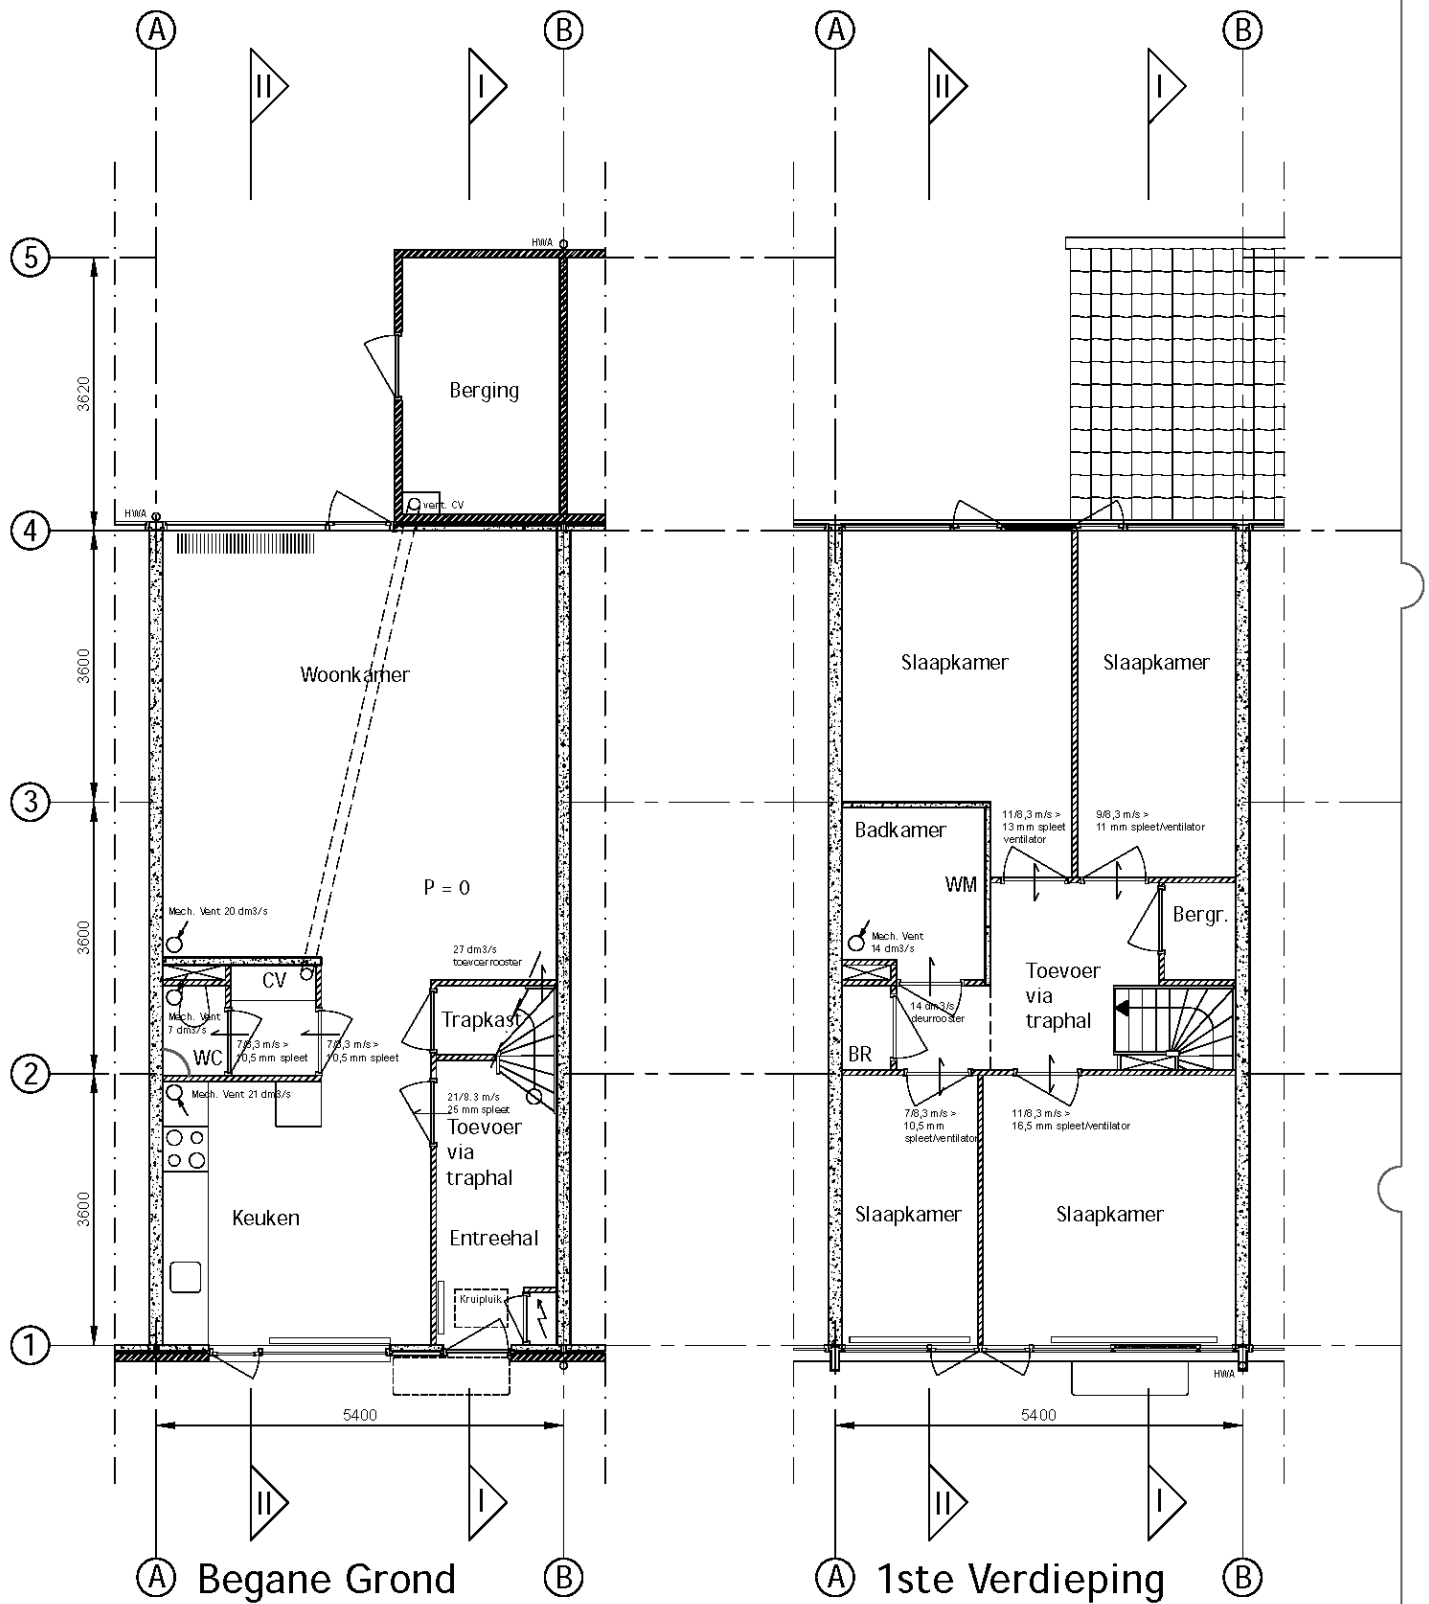 A
B
A
B
II
I
II
I
5
HWA
3620
Berging
vent. CV
HWA
4
3600
Woonkamer
Slaapkamer
Slaapkamer
3
11/8,3 m/s >
13 mm spleet
ventilator
9/8,3 m/s >
11 mm spleet/ventilator
Badkamer
WM
P = 0
Mech. Vent 20 dm3/s
3600
27 dm3/s
toevoerrooster
CV
Mech. Vent
14 dm3/s
Bergr.
Toevoer
via
traphal
Mech. Vent
7 dm3/s
Trapkast
14 dm3/s
deurrooster
7/8,3 m/s >
10,5 mm spleet
7/8,3 m/s >
10,5 mm spleet
WC
BR
2
Mech. Vent 21 dm3/s
21/8.3 m/s
25 mm spleet
Toevoer
via
traphal
7/8,3 m/s >
10,5 mm
spleet/ventilator
11/8,3 m/s >
16,5 mm spleet/ventilator
3600
Keuken
Entreehal
Slaapkamer
Slaapkamer
Kruipluik
1
HWA
5400
5400
II
I
II
I
A
Begane Grond
B
A
1ste Verdieping
B